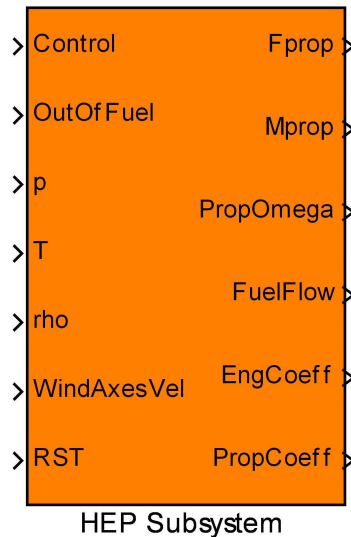 Control
OutOfFuel
p
T
rho
WindAxesVel
RST
Fprop
Mprop
PropOmega
FuelFlow
EngCoeff
PropCoeff
HEP Subsystem